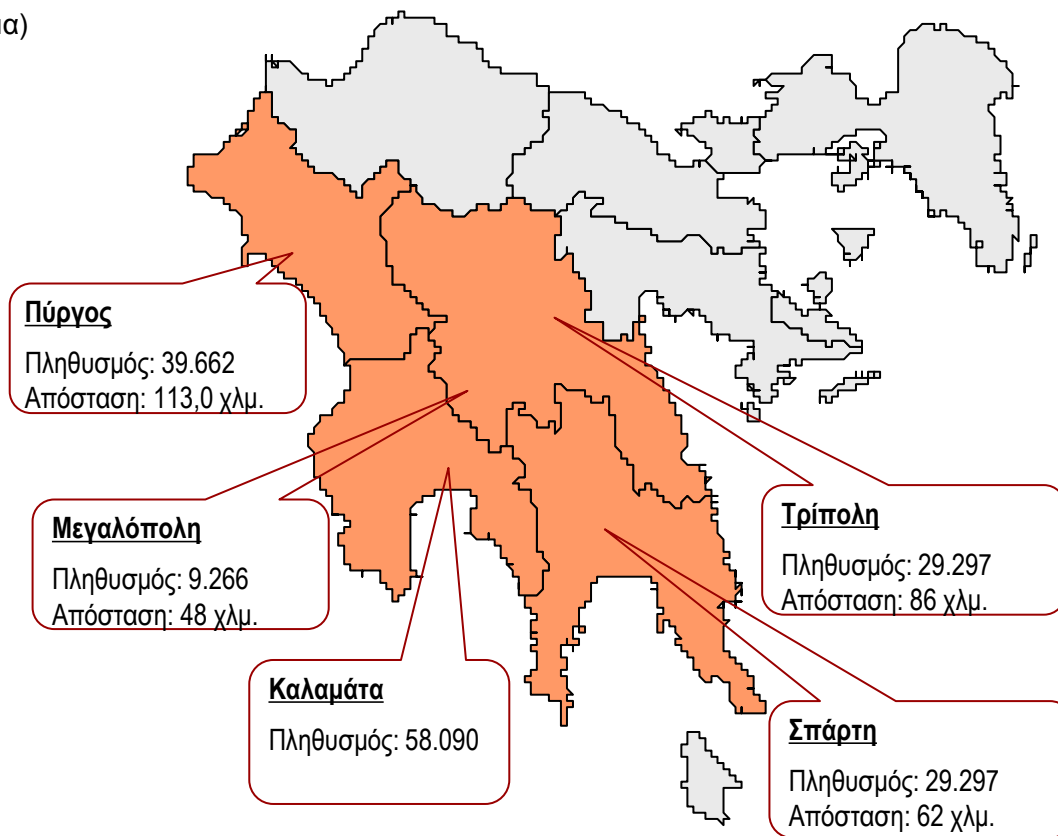 ια)
Πύργος
Πληθυσμός: 39.662
Απόσταση: 113,0 χλμ.
Μεγαλόπολη
Πληθυσμός: 9.266
Απόσταση: 48 χλμ.
Τρίπολη
Πληθυσμός: 29.297
Απόσταση: 86 χλμ.
Καλαμάτα
Πληθυσμός: 58.090
Σπάρτη
Πληθυσμός: 29.297
Απόσταση: 62 χλμ.